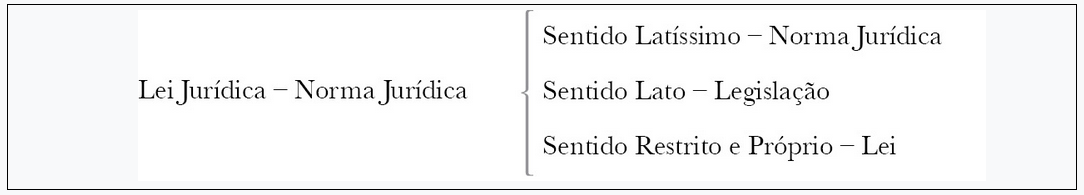 Sentido Latíssimo – Norma Jurídica
Lei Jurídica – Norma Jurídica
Sentido Lato – Legislação
Sentido Restrito e Próprio – Lei